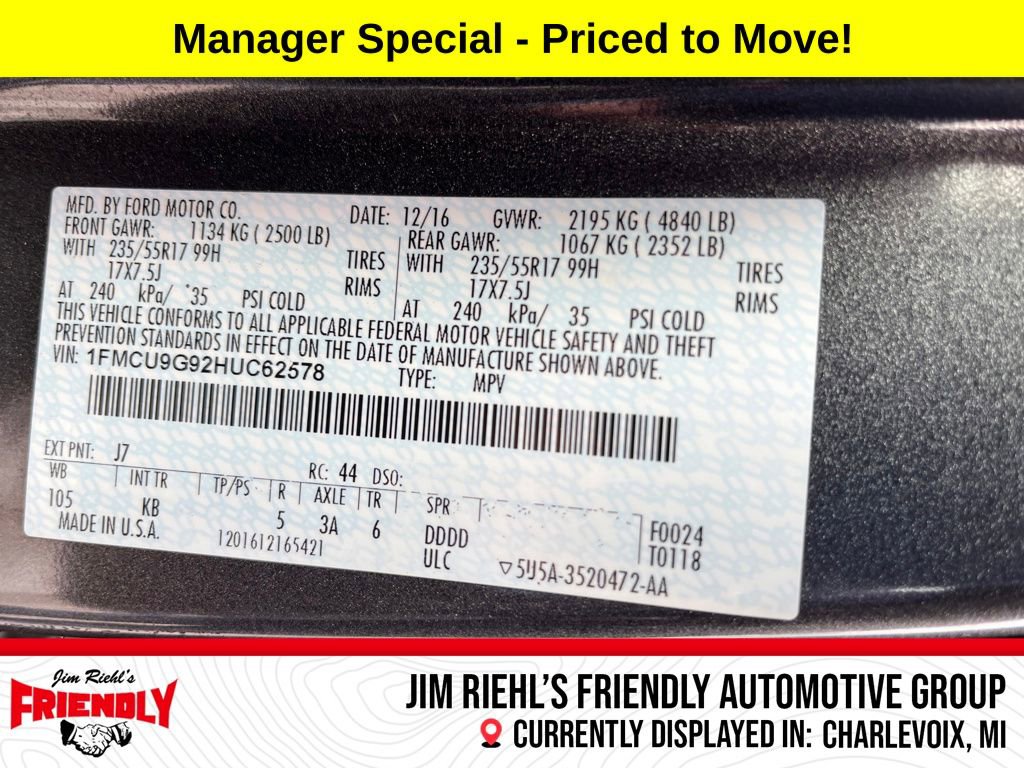 Manager Special - Priced to Move!
MFD. BY FORD MOTOR CO. DATE: 12/16 GVWR: 2195 KG ( 4840 LB)
FRONT GAWR: 1134 KG ( 2500 LB) REAR GAWR: 1067 KG ( 2352 LB)
WITH 235/55R17 99H TIRES WITH 235/55R17 99H TIRES
17X7.5J RIMS 17X7.5J RIMS
AT 240 kPa/ 35 PSI COLD AT 240 kPa/ 35 PSI COLD
THIS VEHICLE CONFORMS TO ALL APPLICABLE FEDERAL MOTOR VEHICLE SAFETY AND THEFT
PREVENTION STANDARDS IN EFFECT ON THE DATE OF MANUFACTURE SHOWN ABOVE.
VIN: 1FMCU9G92HUC62578 TYPE: MPV
EXT PNT: J7 RC: 44 DSO:
WB INT TR TP/PS R AXLE TR SPR
105 KB 5 3A 6 DDDD F0024
MADE IN U.S.A. 1201612165421 ULC T0118
▽5U5A-3520472-AA
Jim Riehl's
FRIENDLY
JIM RIEHL'S FRIENDLY AUTOMOTIVE GROUP
CURRENTLY DISPLAYED IN: CHARLEVOIX, MI